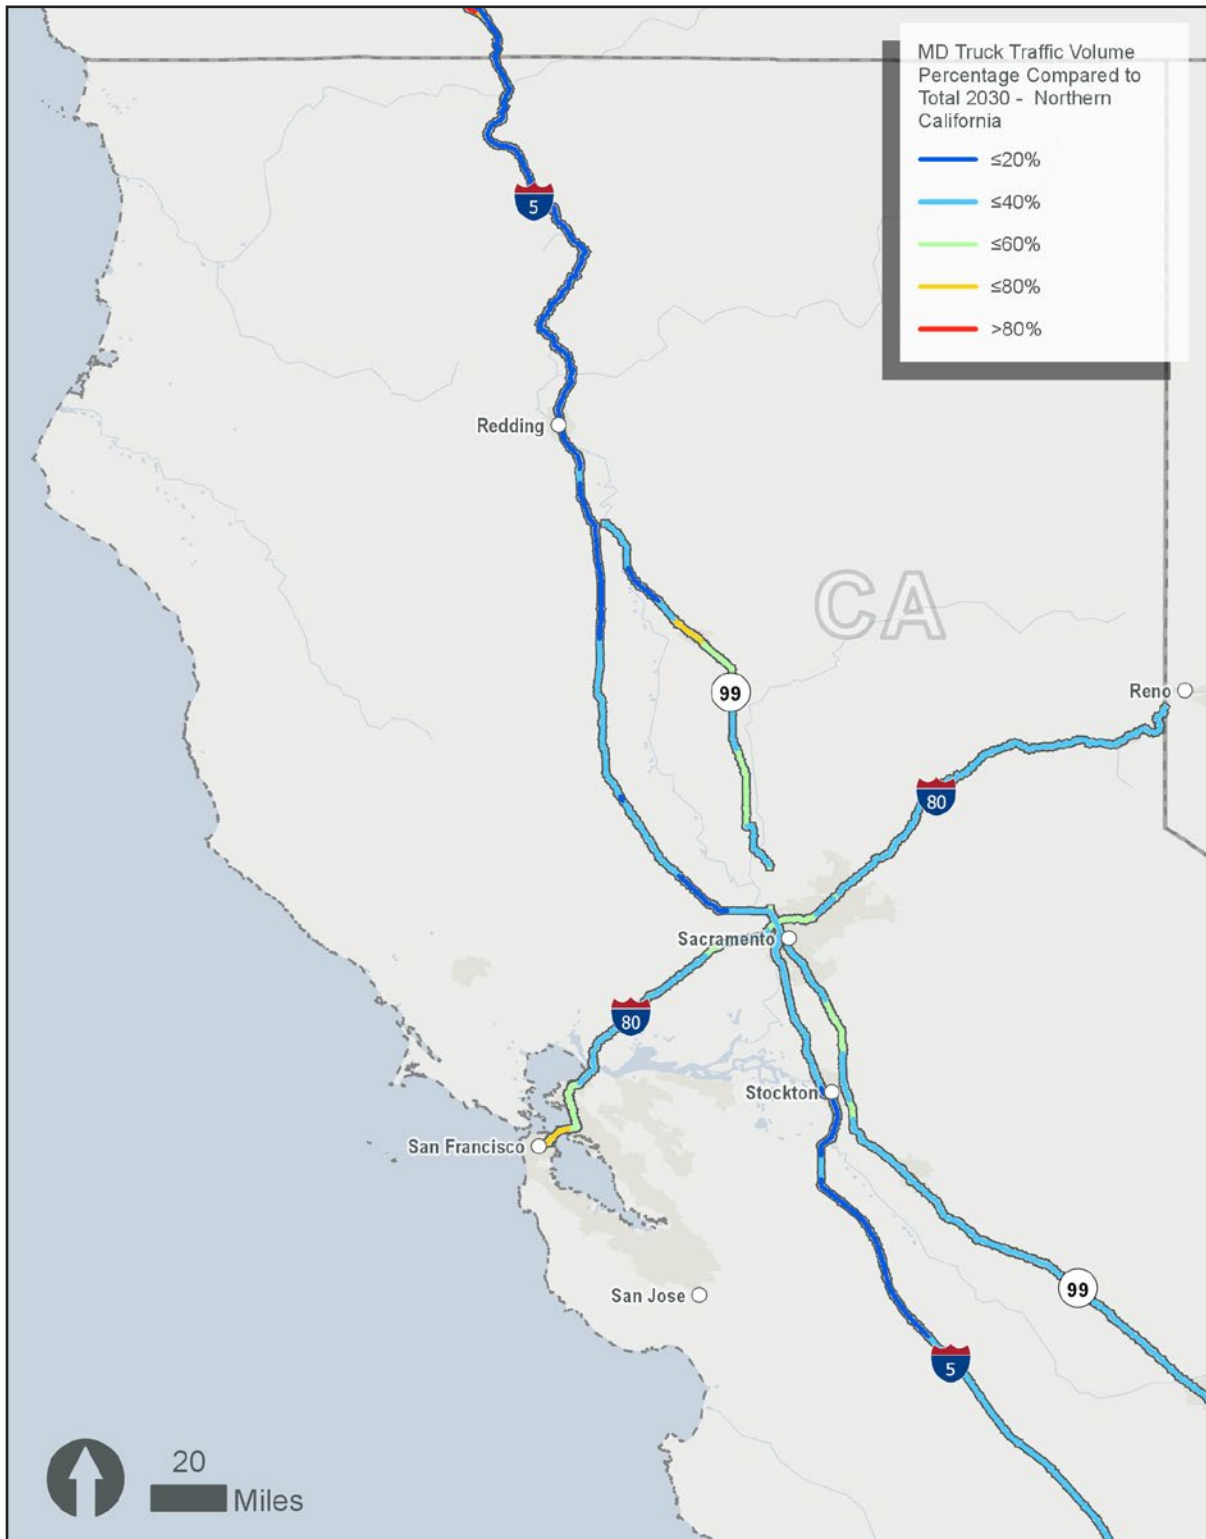 MD Truck Traffic Volume
Percentage Compared to
Total 2030 - Northern
California
≤20%
≤40%
≤60%
≤80%
>80%
5
Redding
CA
99
Reno
80
Sacramento
80
Stockton
San Francisco
99
San Jose
5
20
Miles